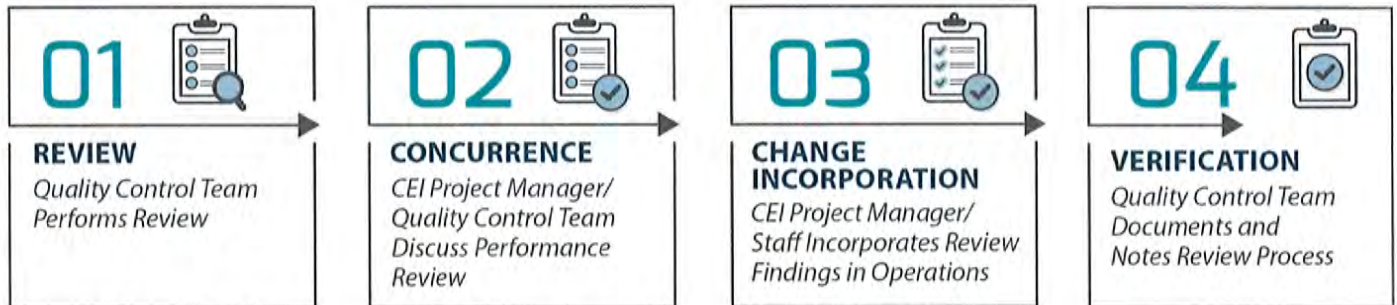 01
REVIEW
Quality Control Team
Performs Review
02
CONCURRENCE
CEI Project Manager/
Quality Control Team
Discuss Performance
Review
03
CHANGE
INCORPORATION
CEI Project Manager/
Staff Incorporates Review
Findings in Operations
04
VERIFICATION
Quality Control Team
Documents and
Notes Review Process